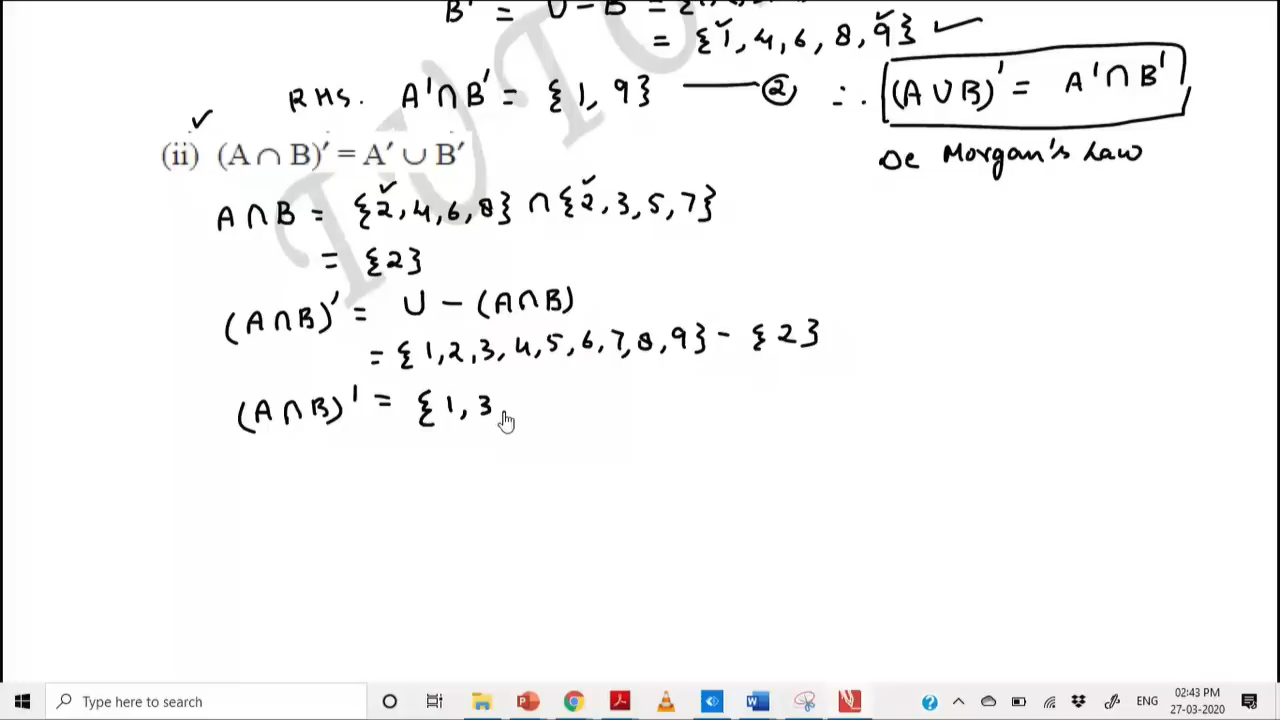 B' = U - B = {
= {1, 4, 6, 8, 9}
RHS. A'∩B' = {1, 9} —— ② ∴ (A∪B)' = A'∩B'
De Morgan's Law
(ii) (A ∩ B)′ = A′ ∪ B′
A∩B = {2, 4, 6, 8} ∩ {2, 3, 5, 7}
= {2}
(A∩B)' = U - (A∩B)
= {1, 2, 3, 4, 5, 6, 7, 8, 9} - {2}
(A∩B)' = {1, 3
Type here to search
ENG
02:43 PM
27-03-2020